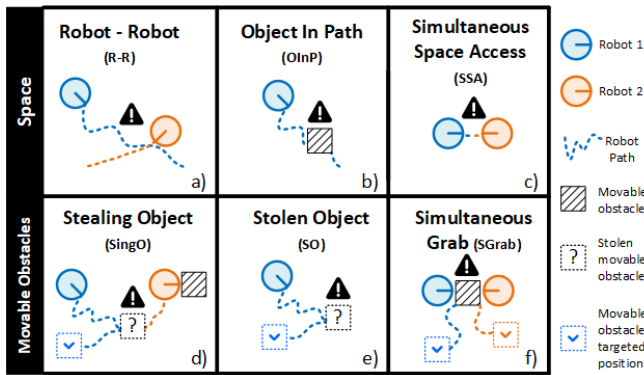 Space
Robot - Robot
(R-R)
a)
Object In Path
(OInP)
b)
Simultaneous
Space Access
(SSA)
c)
Movable Obstacles
Stealing Object
(SingO)
?
d)
Stolen Object
(SO)
?
e)
Simultaneous
Grab (SGrab)
f)
Robot 1
Robot 2
Robot
Path
Movable
obstacle
?
Stolen
movable
obstacle
Movable
obstacle
targeted
position